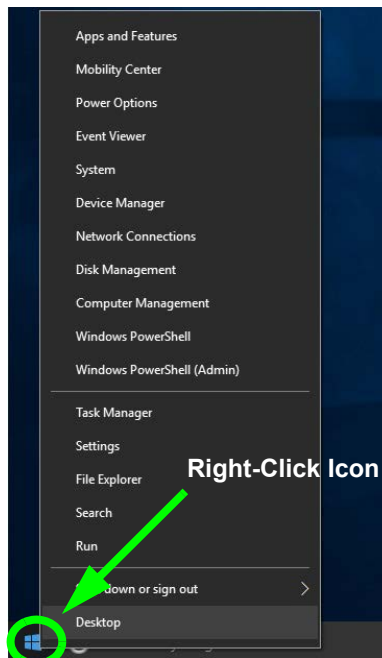 Apps and Features
Mobility Center
Power Options
Event Viewer
System
Device Manager
Network Connections
Disk Management
Computer Management
Windows PowerShell
Windows PowerShell (Admin)
Task Manager
Settings
File Explorer
Right-Click Icon
Search
Run
down or sign out
Desktop